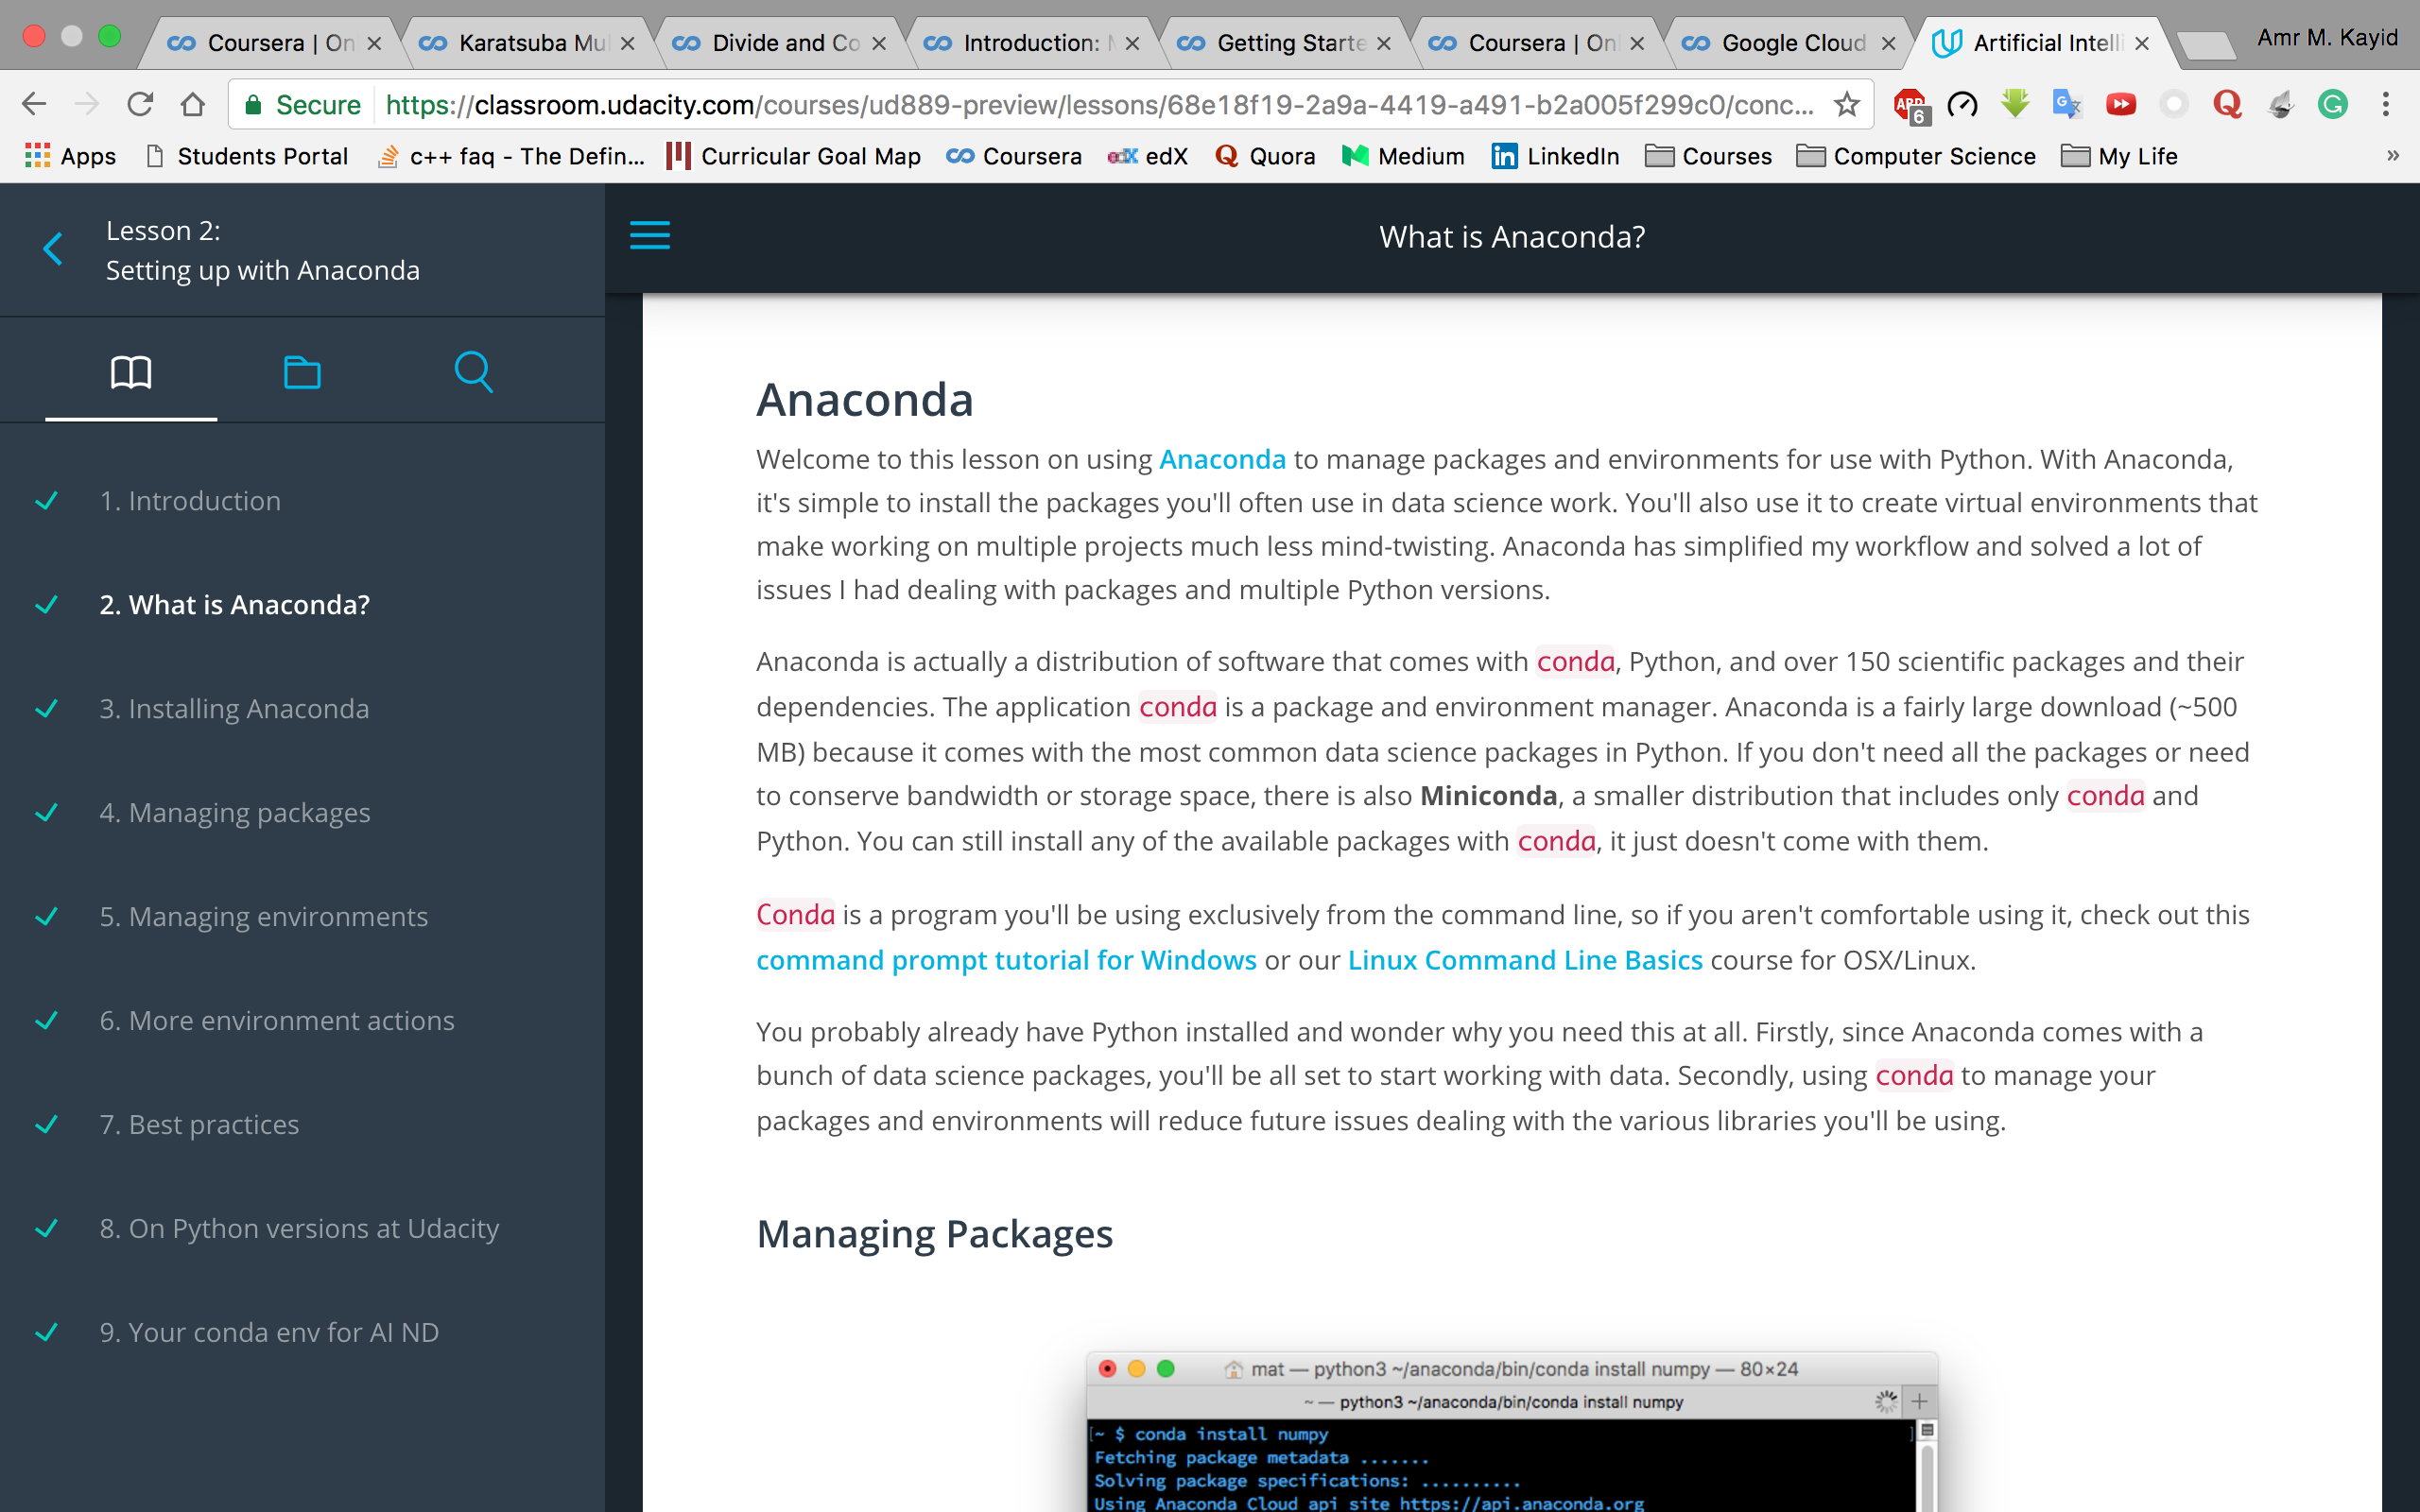 Coursera | On
Karatsuba Mul
Divide and Co
Introduction: M
Getting Starte
Coursera | Onl
Google Cloud
Artificial Intelli
Amr M. Kayid
Secure
https://classroom.udacity.com/courses/ud889-preview/lessons/68e18f19-2a9a-4419-a491-b2a005f299c0/conc...
ABP
6
Apps
Students Portal
c++ faq - The Defin...
Curricular Goal Map
Coursera
edX
Quora
Medium
LinkedIn
Courses
Computer Science
My Life
»
Lesson 2:
Setting up with Anaconda
1. Introduction
2. What is Anaconda?
3. Installing Anaconda
4. Managing packages
5. Managing environments
6. More environment actions
7. Best practices
8. On Python versions at Udacity
9. Your conda env for AI ND
What is Anaconda?
Anaconda
Welcome to this lesson on using Anaconda to manage packages and environments for use with Python. With Anaconda,
it's simple to install the packages you'll often use in data science work. You'll also use it to create virtual environments that
make working on multiple projects much less mind-twisting. Anaconda has simplified my workflow and solved a lot of
issues I had dealing with packages and multiple Python versions.
Anaconda is actually a distribution of software that comes with conda, Python, and over 150 scientific packages and their
dependencies. The application conda is a package and environment manager. Anaconda is a fairly large download (~500
MB) because it comes with the most common data science packages in Python. If you don't need all the packages or need
to conserve bandwidth or storage space, there is also Miniconda, a smaller distribution that includes only conda and
Python. You can still install any of the available packages with conda, it just doesn't come with them.
Conda is a program you'll be using exclusively from the command line, so if you aren't comfortable using it, check out this
command prompt tutorial for Windows or our Linux Command Line Basics course for OSX/Linux.
You probably already have Python installed and wonder why you need this at all. Firstly, since Anaconda comes with a
bunch of data science packages, you'll be all set to start working with data. Secondly, using conda to manage your
packages and environments will reduce future issues dealing with the various libraries you'll be using.
Managing Packages
mat — python3 ~/anaconda/bin/conda install numpy — 80×24
~ — python3 ~/anaconda/bin/conda install numpy
[~ $ conda install numpy ]
Fetching package metadata .......
Solving package specifications: ..........
Using Anaconda Cloud api site https://api.anaconda.org